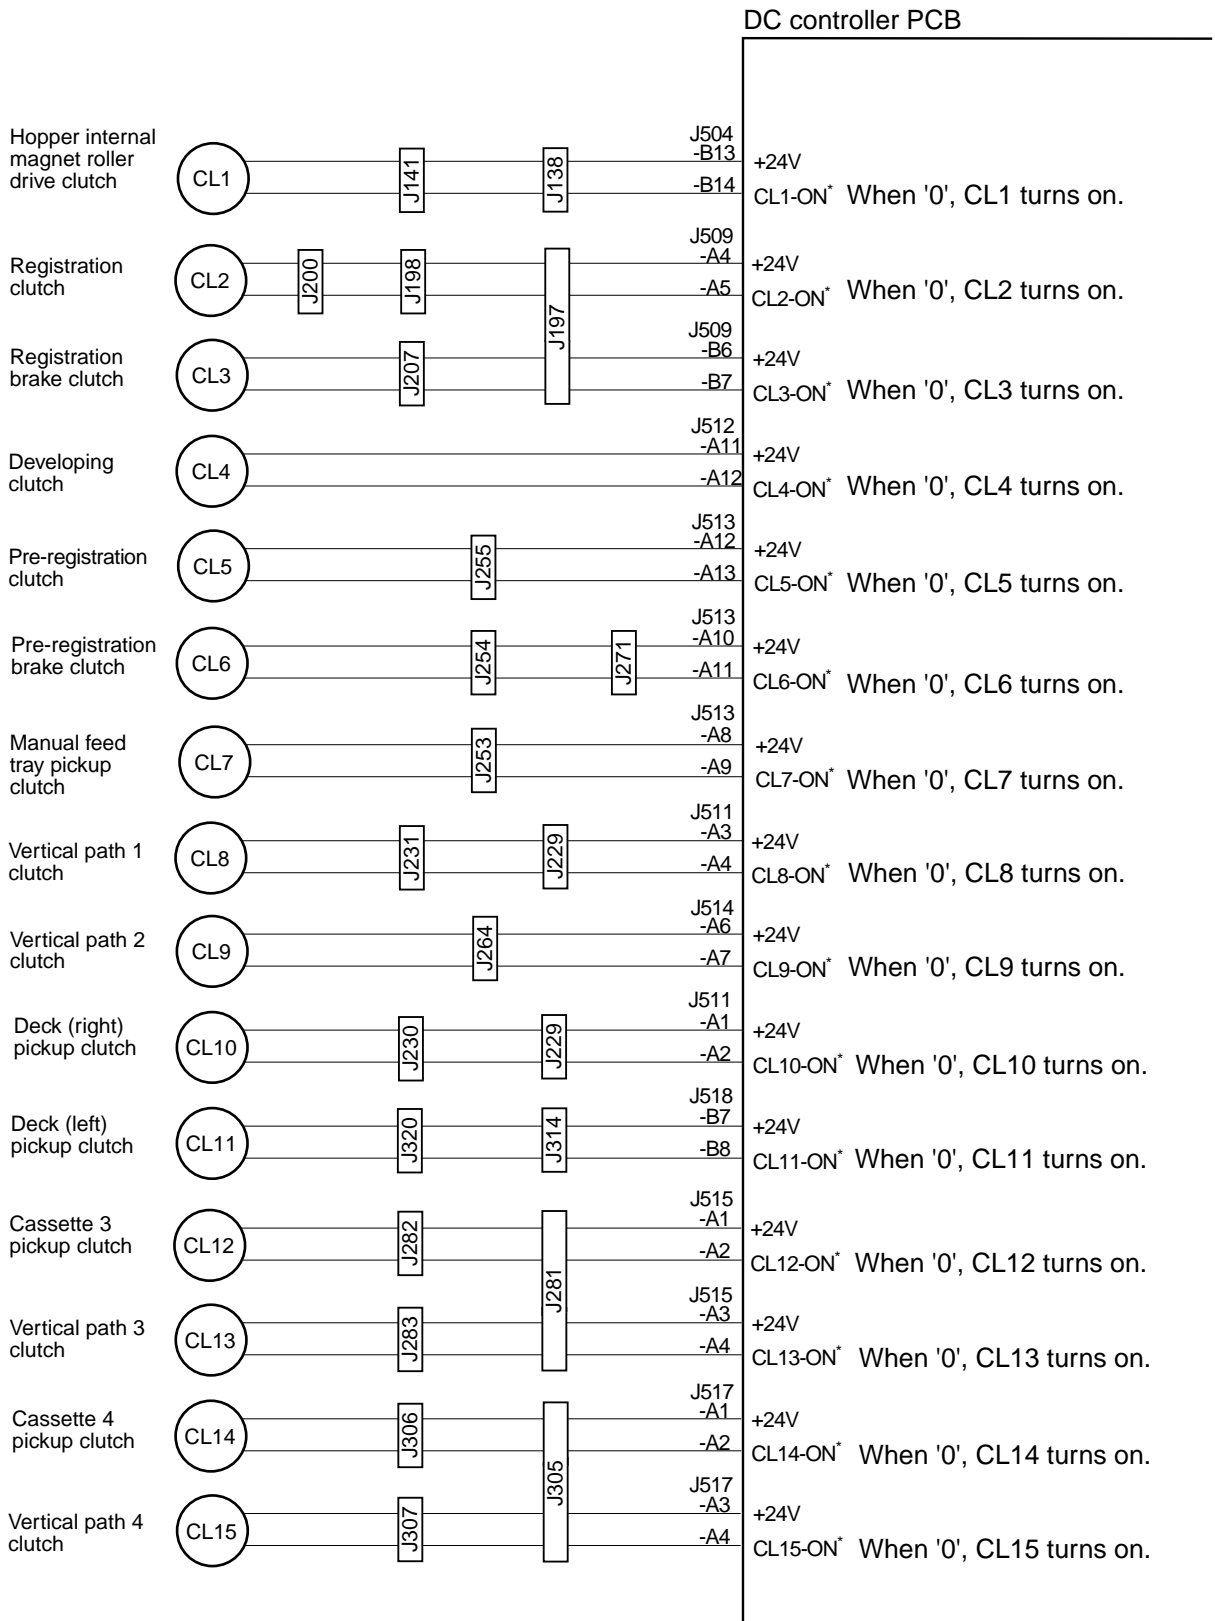 DC controller PCB
Hopper internal
magnet roller
drive clutch
CL1
J141
J138
J504
-B13
-B14
+24V
CL1-ON* When '0', CL1 turns on.
Registration
clutch
CL2
J200
J198
J197
J509
-A4
-A5
+24V
CL2-ON* When '0', CL2 turns on.
Registration
brake clutch
CL3
J207
J509
-B6
-B7
+24V
CL3-ON* When '0', CL3 turns on.
Developing
clutch
CL4
J512
-A11
-A12
+24V
CL4-ON* When '0', CL4 turns on.
Pre-registration
clutch
CL5
J255
J513
-A12
-A13
+24V
CL5-ON* When '0', CL5 turns on.
Pre-registration
brake clutch
CL6
J254
J271
J513
-A10
-A11
+24V
CL6-ON* When '0', CL6 turns on.
Manual feed
tray pickup
clutch
CL7
J253
J513
-A8
-A9
+24V
CL7-ON* When '0', CL7 turns on.
Vertical path 1
clutch
CL8
J231
J229
J511
-A3
-A4
+24V
CL8-ON* When '0', CL8 turns on.
Vertical path 2
clutch
CL9
J264
J514
-A6
-A7
+24V
CL9-ON* When '0', CL9 turns on.
Deck (right)
pickup clutch
CL10
J230
J229
J511
-A1
-A2
+24V
CL10-ON* When '0', CL10 turns on.
Deck (left)
pickup clutch
CL11
J320
J314
J518
-B7
-B8
+24V
CL11-ON* When '0', CL11 turns on.
Cassette 3
pickup clutch
CL12
J282
J281
J515
-A1
-A2
+24V
CL12-ON* When '0', CL12 turns on.
Vertical path 3
clutch
CL13
J283
J515
-A3
-A4
+24V
CL13-ON* When '0', CL13 turns on.
Cassette 4
pickup clutch
CL14
J306
J305
J517
-A1
-A2
+24V
CL14-ON* When '0', CL14 turns on.
Vertical path 4
clutch
CL15
J307
J517
-A3
-A4
+24V
CL15-ON* When '0', CL15 turns on.